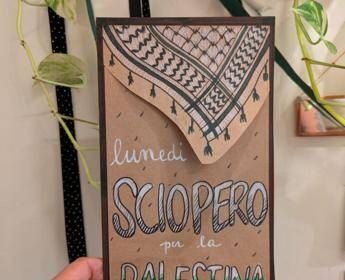 lunedì
SCIOPERO
per la
PALESTINA